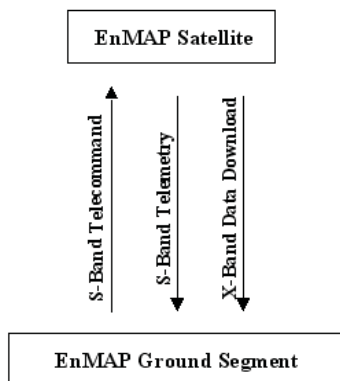 EnMAP Satellite
S-Band Telecommand
S-Band Telemetry
X-Band Data Download
EnMAP Ground Segment